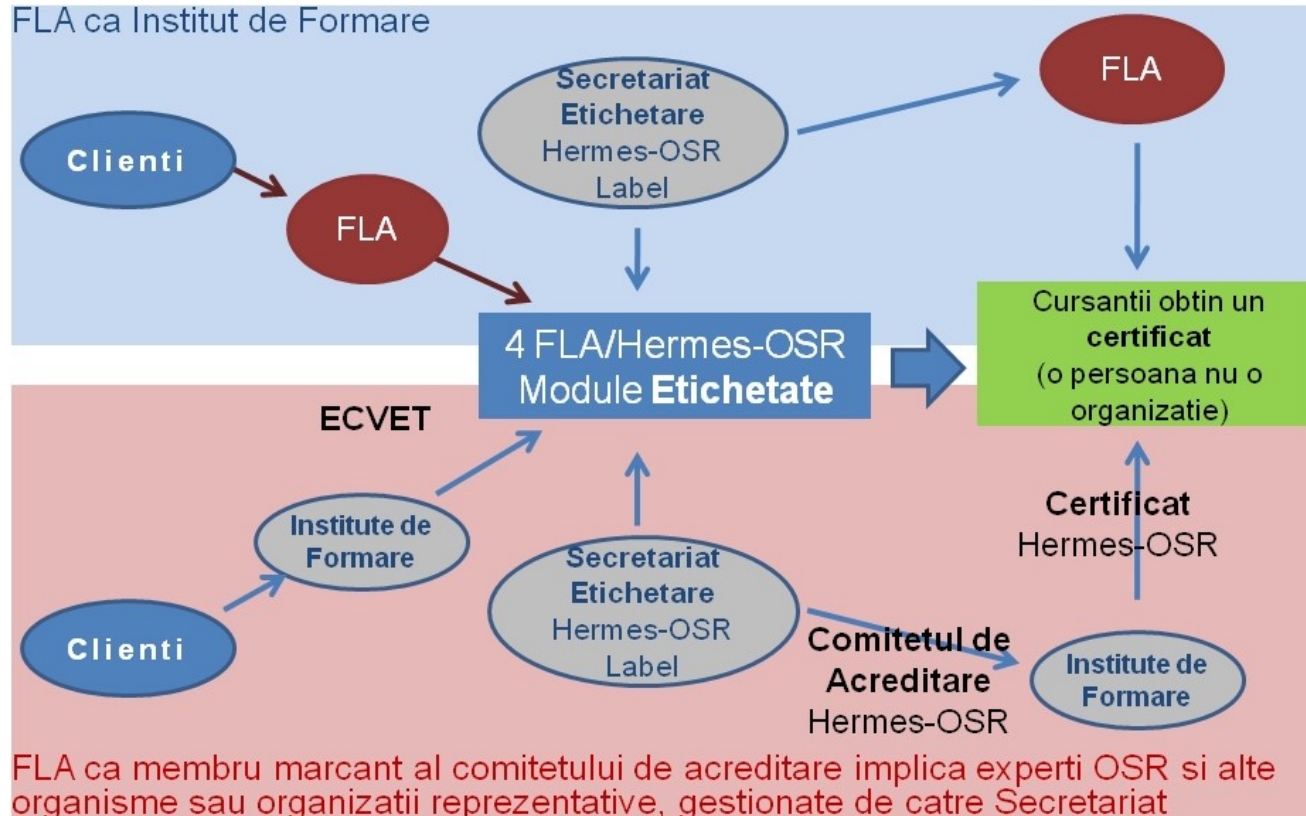 FLA ca Institut de Formare
Clienti
FLA
Secretariat
Etichetare
Hermes-OSR
Label
FLA
4 FLA/Hermes-OSR
Module Etichetate
Cursantii obtin un
certificat
(o persoana nu o
organizatie)
ECVET
Institute de
Formare
Clienti
Secretariat
Etichetare
Hermes-OSR
Label
Certificat
Hermes-OSR
Comitetul de
Acreditare
Hermes-OSR
Institute de
Formare
FLA ca membru marcant al comitetului de acreditare implica experti OSR si alte
organisme sau organizatii reprezentative, gestionate de catre Secretariat